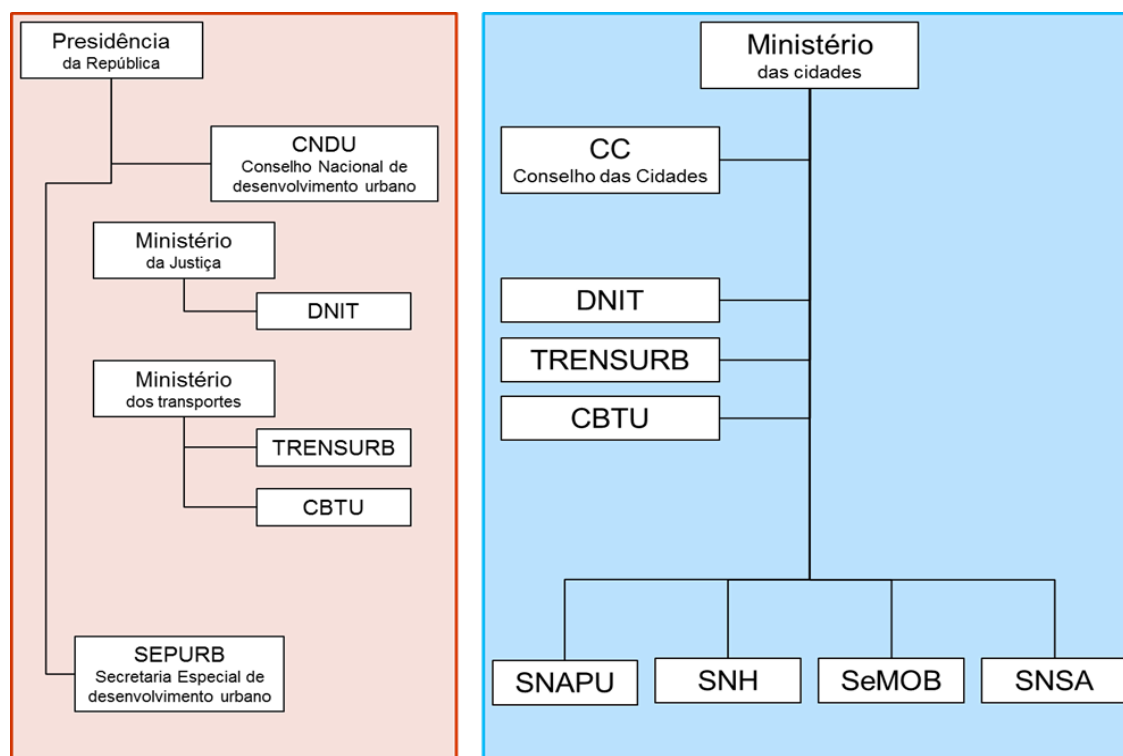 Presidência
da República
CNDU
Conselho Nacional de
desenvolvimento urbano
Ministério
da Justiça
DNIT
Ministério
dos transportes
TRENSURB
CBTU
SEPURB
Secretaria Especial de
desenvolvimento urbano
Ministério
das cidades
CC
Conselho das Cidades
DNIT
TRENSURB
CBTU
SNAPU
SNH
SeMOB
SNSA